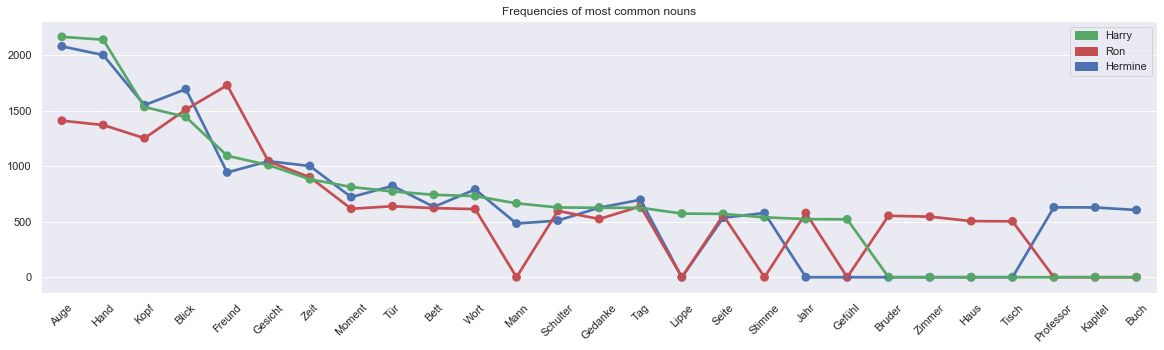 Frequencies of most common nouns
Harry
Ron
Hermine
2000
1500
1000
500
0
Auge
Hand
Kopf
Blick
Freund
Gesicht
Zeit
Moment
Tür
Bett
Wort
Mann
Schulter
Gedanke
Tag
Lippe
Seite
Stimme
Jahr
Gefühl
Bruder
Zimmer
Haus
Tisch
Professor
Kapitel
Buch